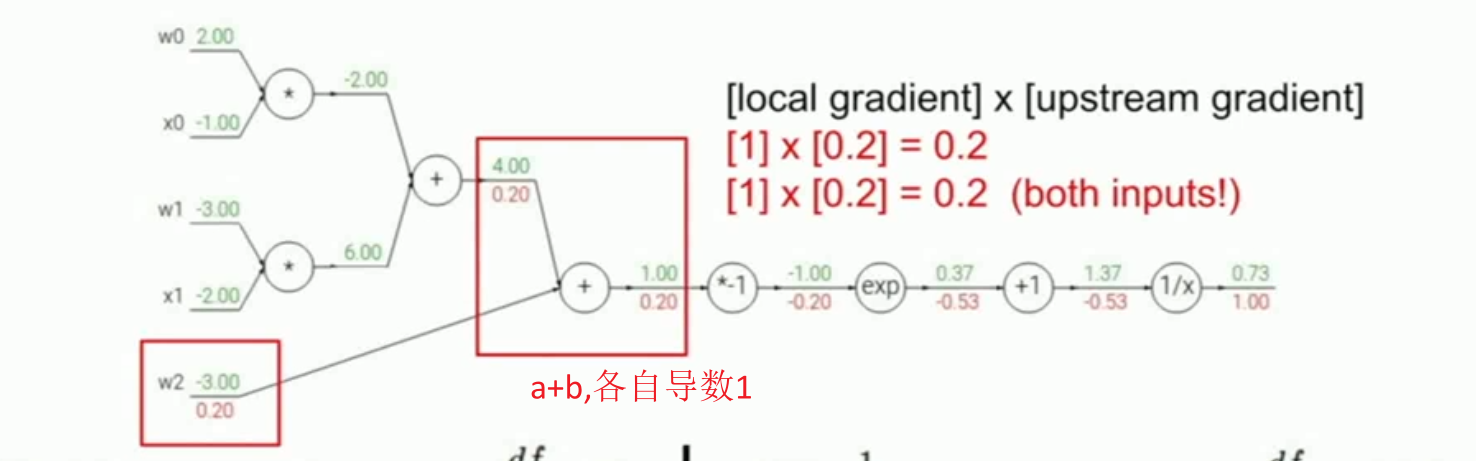 w0 2.00
-2.00
*
x0 -1.00
[local gradient] x [upstream gradient]
[1] x [0.2] = 0.2
[1] x [0.2] = 0.2 (both inputs!)
4.00
+
0.20
w1 -3.00
6.00
*
x1 -2.00
+
1.00
0.20
*-1
-1.00
-0.20
exp
0.37
-0.53
+1
1.37
-0.53
1/x
0.73
1.00
w2 -3.00
0.20
a+b,各自导数1